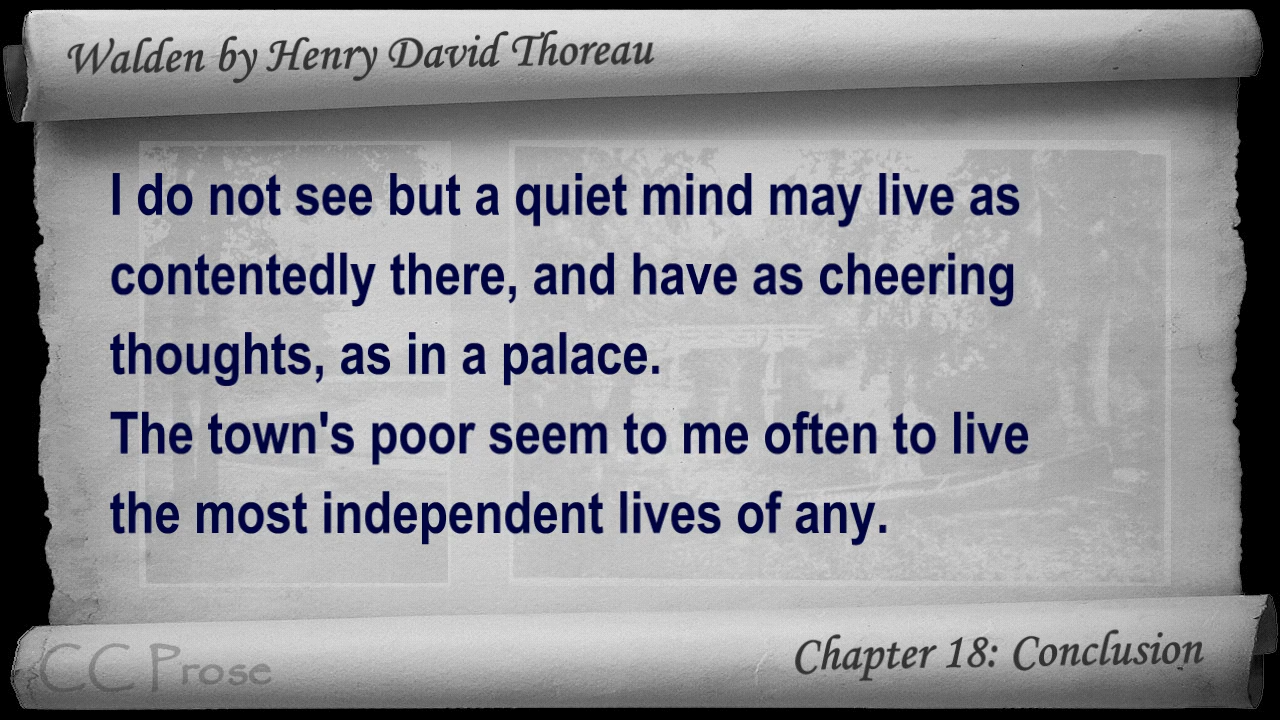 Walden by Henry David Thoreau
I do not see but a quiet mind may live as
contentedly there, and have as cheering
thoughts, as in a palace.
The town's poor seem to me often to live
the most independent lives of any.
CC Prose
Chapter 18: Conclusion